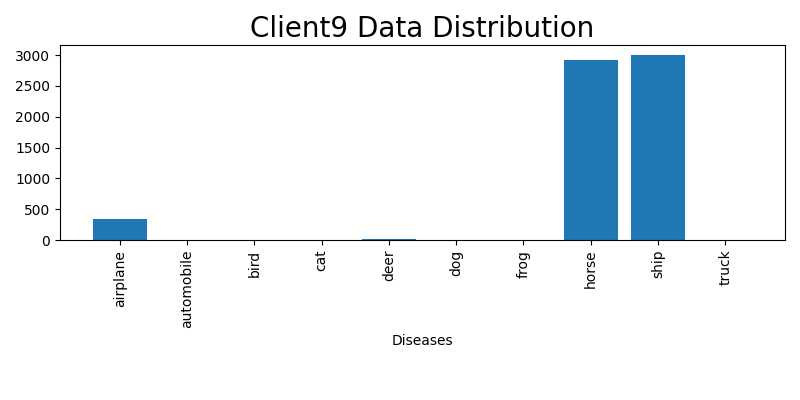 Client9 Data Distribution
3000
2500
2000
1500
1000
500
0
airplane
automobile
bird
cat
deer
dog
frog
horse
ship
truck
Diseases